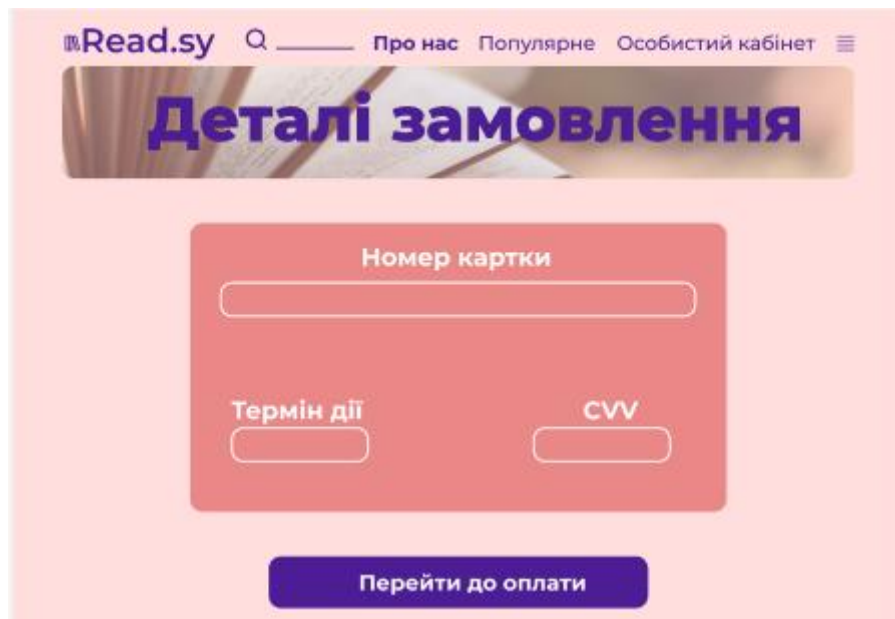 Read.sy Про нас Популярне Особистий кабінет
Деталі замовлення
Номер картки
Термін дії CVV
Перейти до оплати